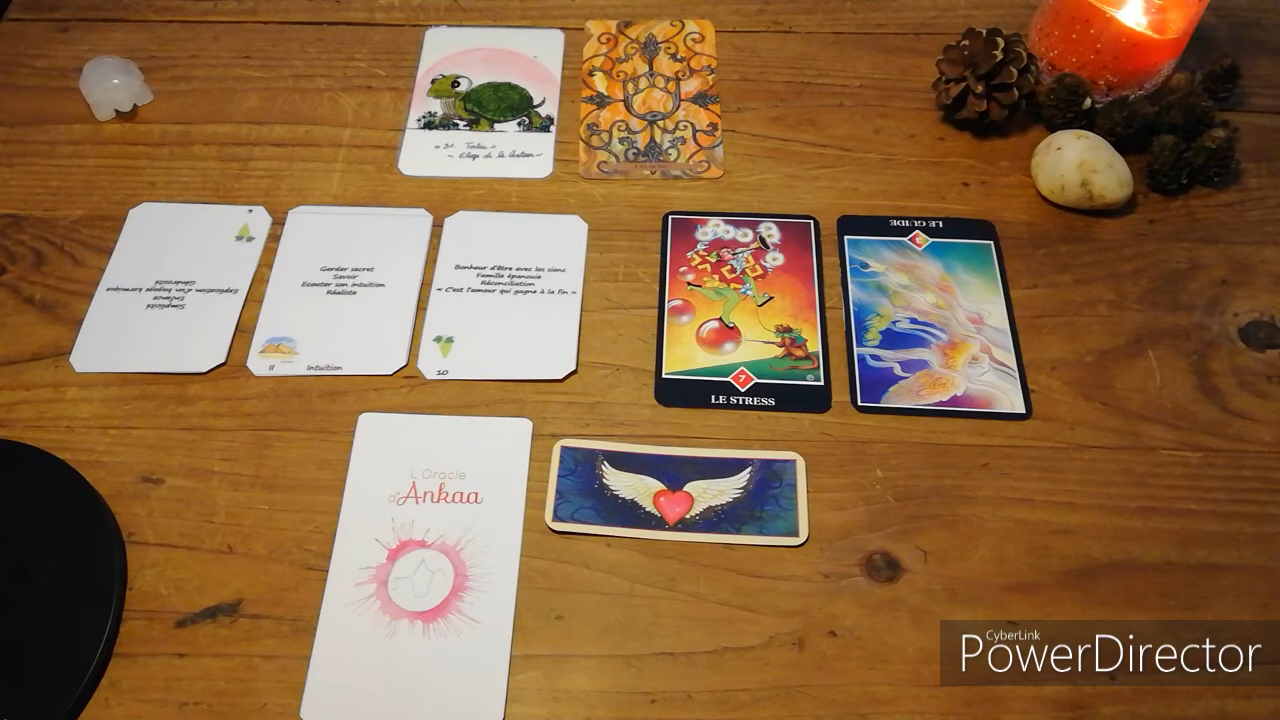 « 31. Tortue »
~ Eloge de la lenteur ~
Simplicité
Enfance
Exploration d'un bagage karmique
Générosité
Garder secret
Savoir
Ecouter son intuition
Réaliste
II Intuition
Bonheur d'être avec les siens
Famille épanouie
Réconciliation
« C'est l'amour qui gagne à la fin »
10
7
LE STRESS
LE GUIDE
3
L'Oracle
d'Ankaa
CyberLink
PowerDirector